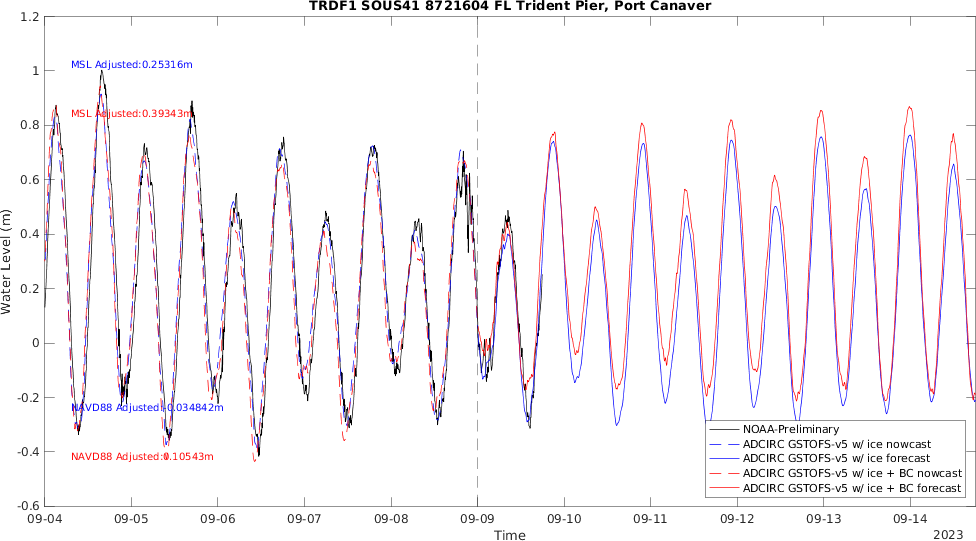 TRDF1 SOUS41 8721604 FL Trident Pier, Port Canaver
Water Level (m)
1.2
1
0.8
0.6
0.4
0.2
0
-0.2
-0.4
-0.6
MSL Adjusted:0.25316m
MSL Adjusted:0.39343m
NAVD88 Adjusted:-0.034842m
NAVD88 Adjusted:0.10543m
NOAA-Preliminary
ADCIRC GSTOFS-v5 w/ ice nowcast
ADCIRC GSTOFS-v5 w/ ice forecast
ADCIRC GSTOFS-v5 w/ ice + BC nowcast
ADCIRC GSTOFS-v5 w/ ice + BC forecast
09-04 09-05 09-06 09-07 09-08 09-09 09-10 09-11 09-12 09-13 09-14
Time
2023